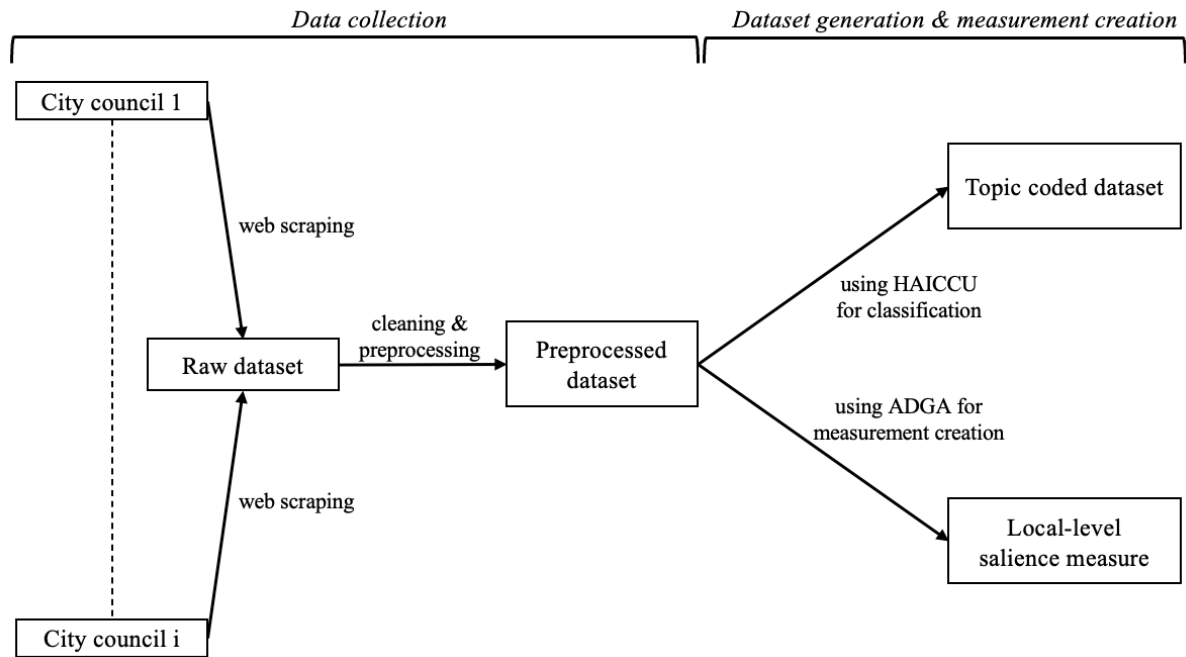 Data collection
Dataset generation & measurement creation
City council 1
Topic coded dataset
web scraping
using HAICCU
for classification
cleaning &
preprocessing
Raw dataset
Preprocessed
dataset
using ADGA for
measurement creation
web scraping
Local-level
salience measure
City council i